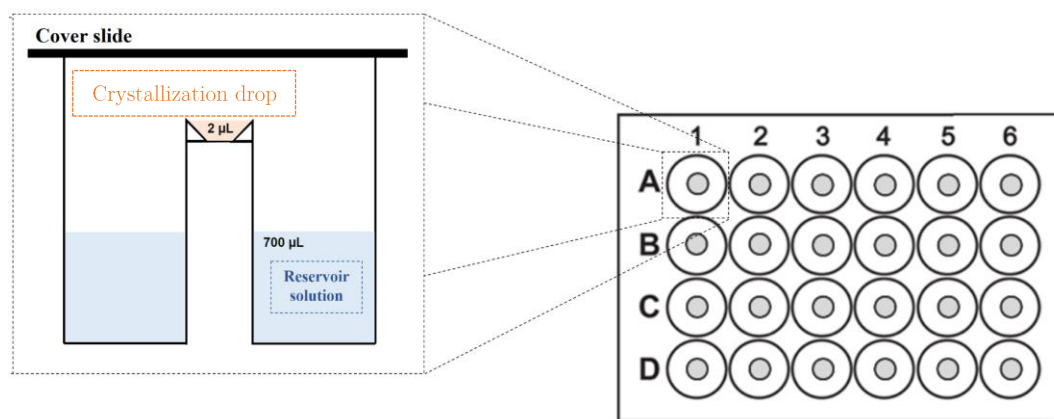 Cover slide
Crystallization drop
2 µL
700 µL
Reservoir
solution
1 2 3 4 5 6
A
B
C
D